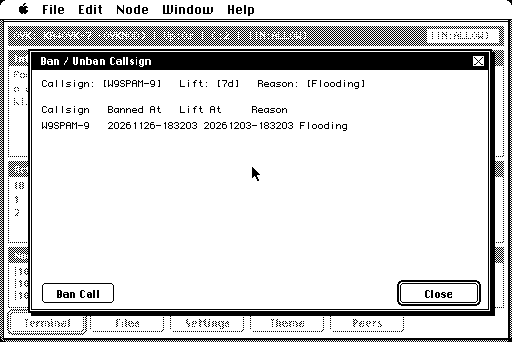 File Edit Node Window Help
Ban / Unban Callsign
Callsign: [W9SPAM-9] Lift: [7d] Reason: [Flooding]
Callsign Banned At Lift At Reason
W9SPAM-9 20261126-183203 20261203-183203 Flooding
Ban Call Close
Terminal Files Settings Theme Peers